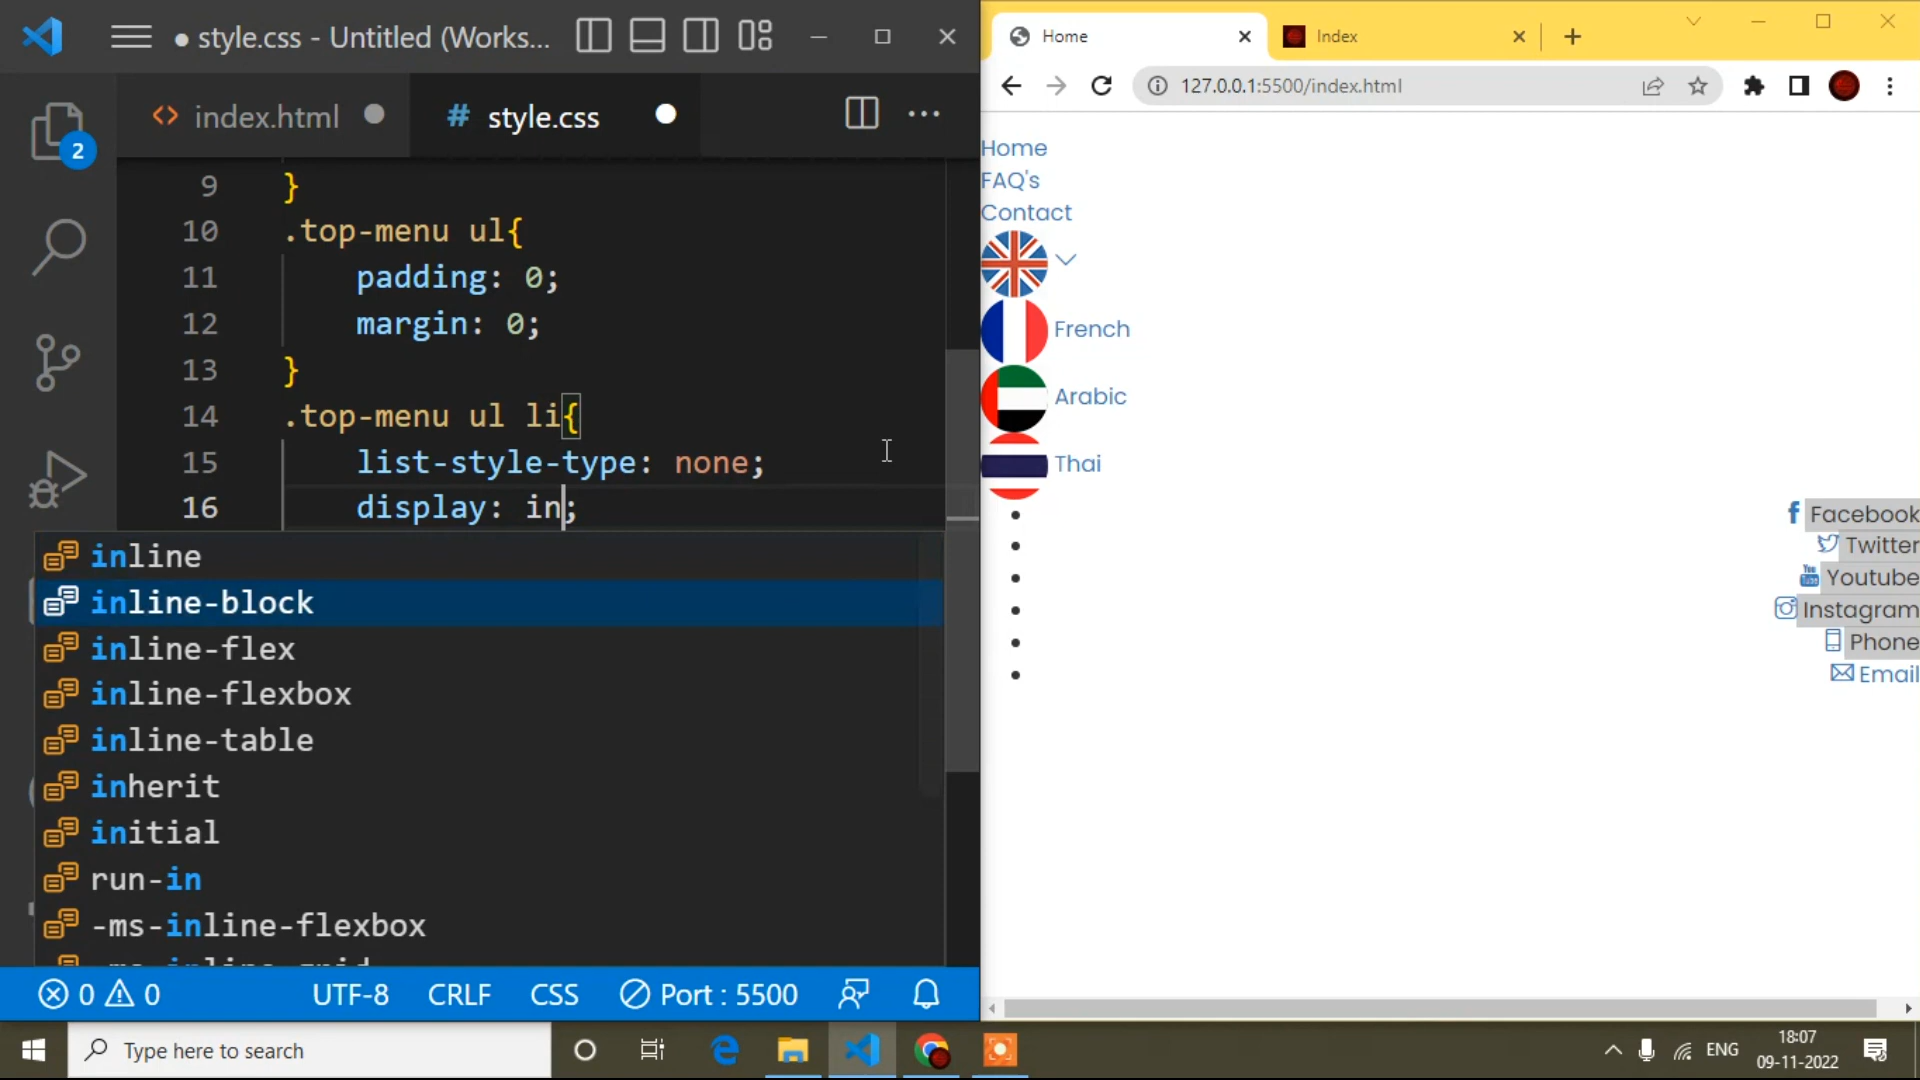 style.css - Untitled (Works...
index.html
# style.css
9 }
10 .top-menu ul{
11 padding: 0;
12 margin: 0;
13 }
14 .top-menu ul li{
15 list-style-type: none;
16 display: in;
inline
inline-block
inline-flex
inline-flexbox
inline-table
inherit
initial
run-in
-ms-inline-flexbox
2
0 0
UTF-8
CRLF
CSS
Port : 5500
Home
Index
127.0.0.1:5500/index.html
Home
FAQ's
Contact
French
Arabic
Thai
Facebook
Twitter
You Youtube
Instagram
Phone
Email
Type here to search
ENG
18:07
09-11-2022